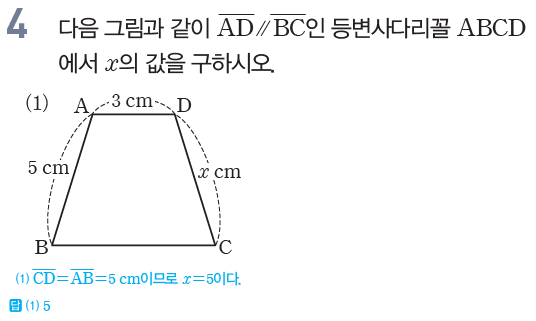 4 다음 그림과 같이 AD∥BC인 등변사다리꼴 ABCD
에서 x의 값을 구하시오.
(1)
A 3 cm D
5 cm
x cm
B
C
(1) CD=AB=5 cm이므로 x=5이다.
답 (1) 5